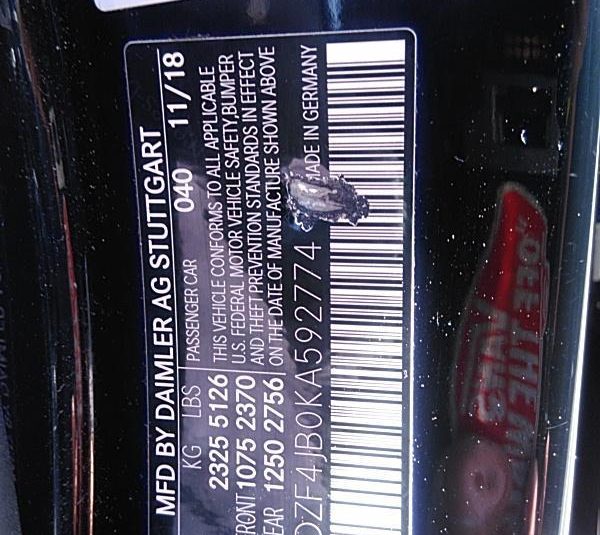 MFD BY DAIMLER AG STUTTGART 040 11/18
KG LBS PASSENGER CAR
2325 5126 THIS VEHICLE CONFORMS TO ALL APPLICABLE
RONT 1075 2370 U.S. FEDERAL MOTOR VEHICLE SAFETY, BUMPER
EAR 1250 2756 AND THEFT PREVENTION STANDARDS IN EFFECT
ON THE DATE OF MANUFACTURE SHOWN ABOVE
DZF4JB0KA592774 MADE IN GERMANY